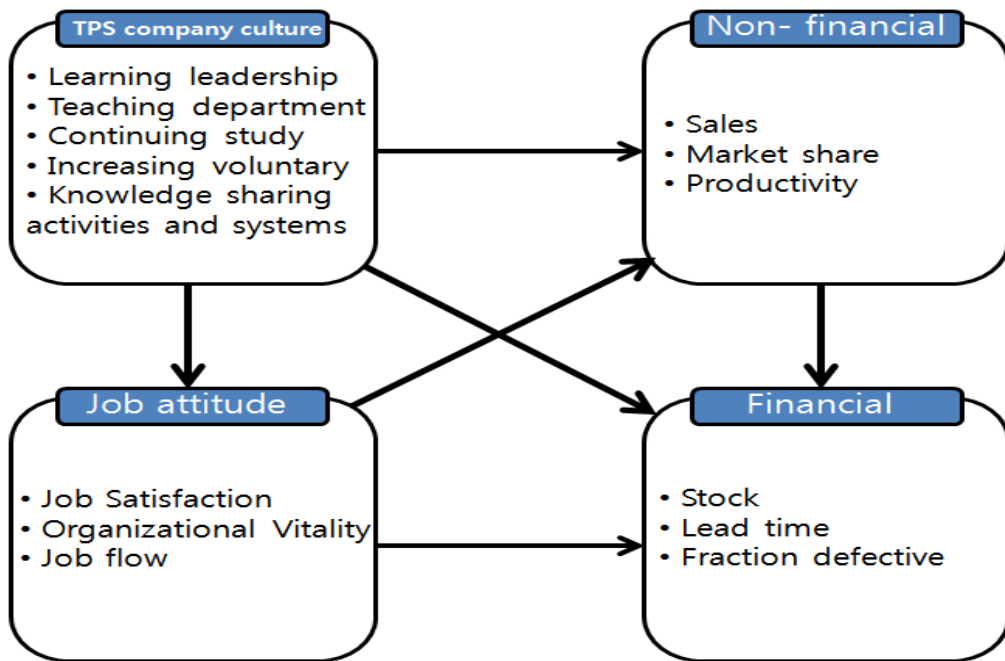 TPS company culture
• Learning leadership
• Teaching department
• Continuing study
• Increasing voluntary
• Knowledge sharing
activities and systems
Non- financial
• Sales
• Market share
• Productivity
Job attitude
• Job Satisfaction
• Organizational Vitality
• Job flow
Financial
• Stock
• Lead time
• Fraction defective